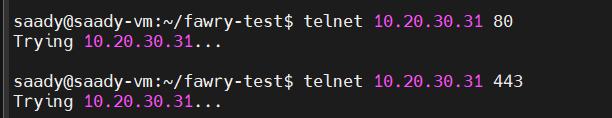 saady@saady-vm:~/fawry-test$ telnet 10.20.30.31 80
Trying 10.20.30.31...
saady@saady-vm:~/fawry-test$ telnet 10.20.30.31 443
Trying 10.20.30.31...